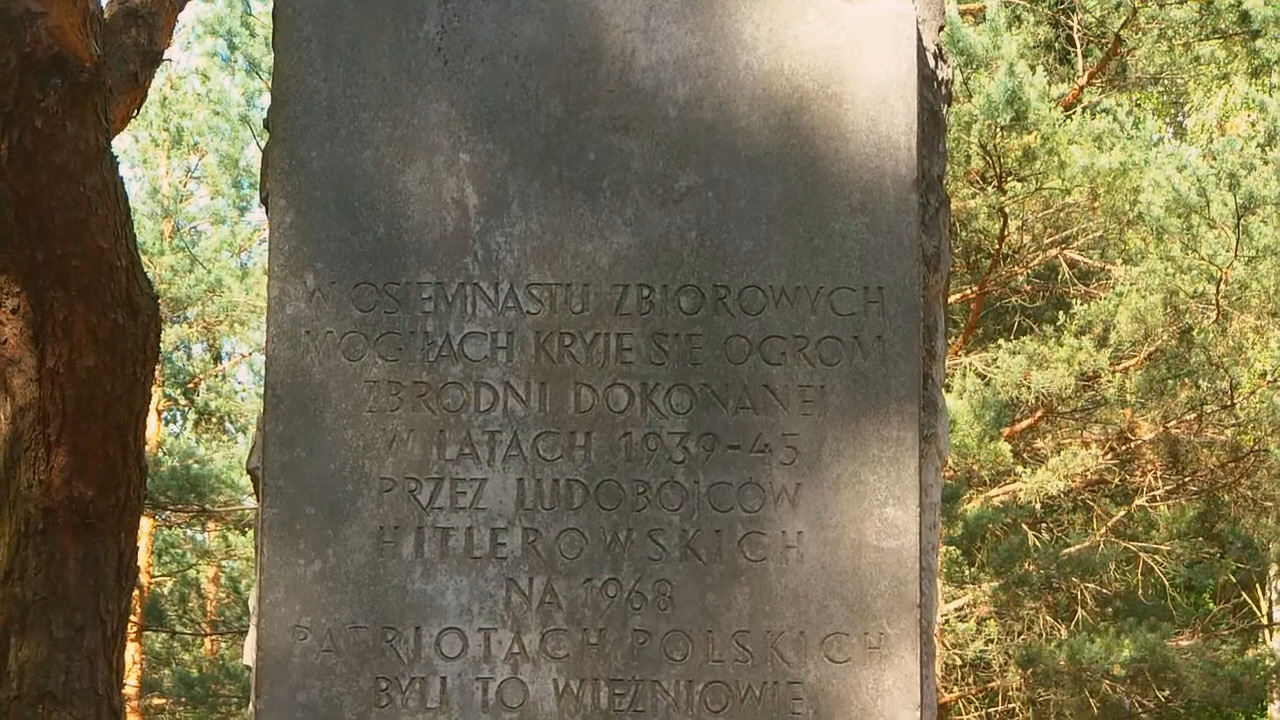 W OSIEMNASTU ZBIOROWYCH
MOGIŁACH KRYJE SIĘ OGROM
ZBRODNI DOKONANEJ
W LATACH 1939-45
PRZEZ LUDOBÓJCÓW
HITLEROWSKICH
NA 1968
PATRIOTACH POLSKICH
BYLI TO WIĘŹNIOWIE